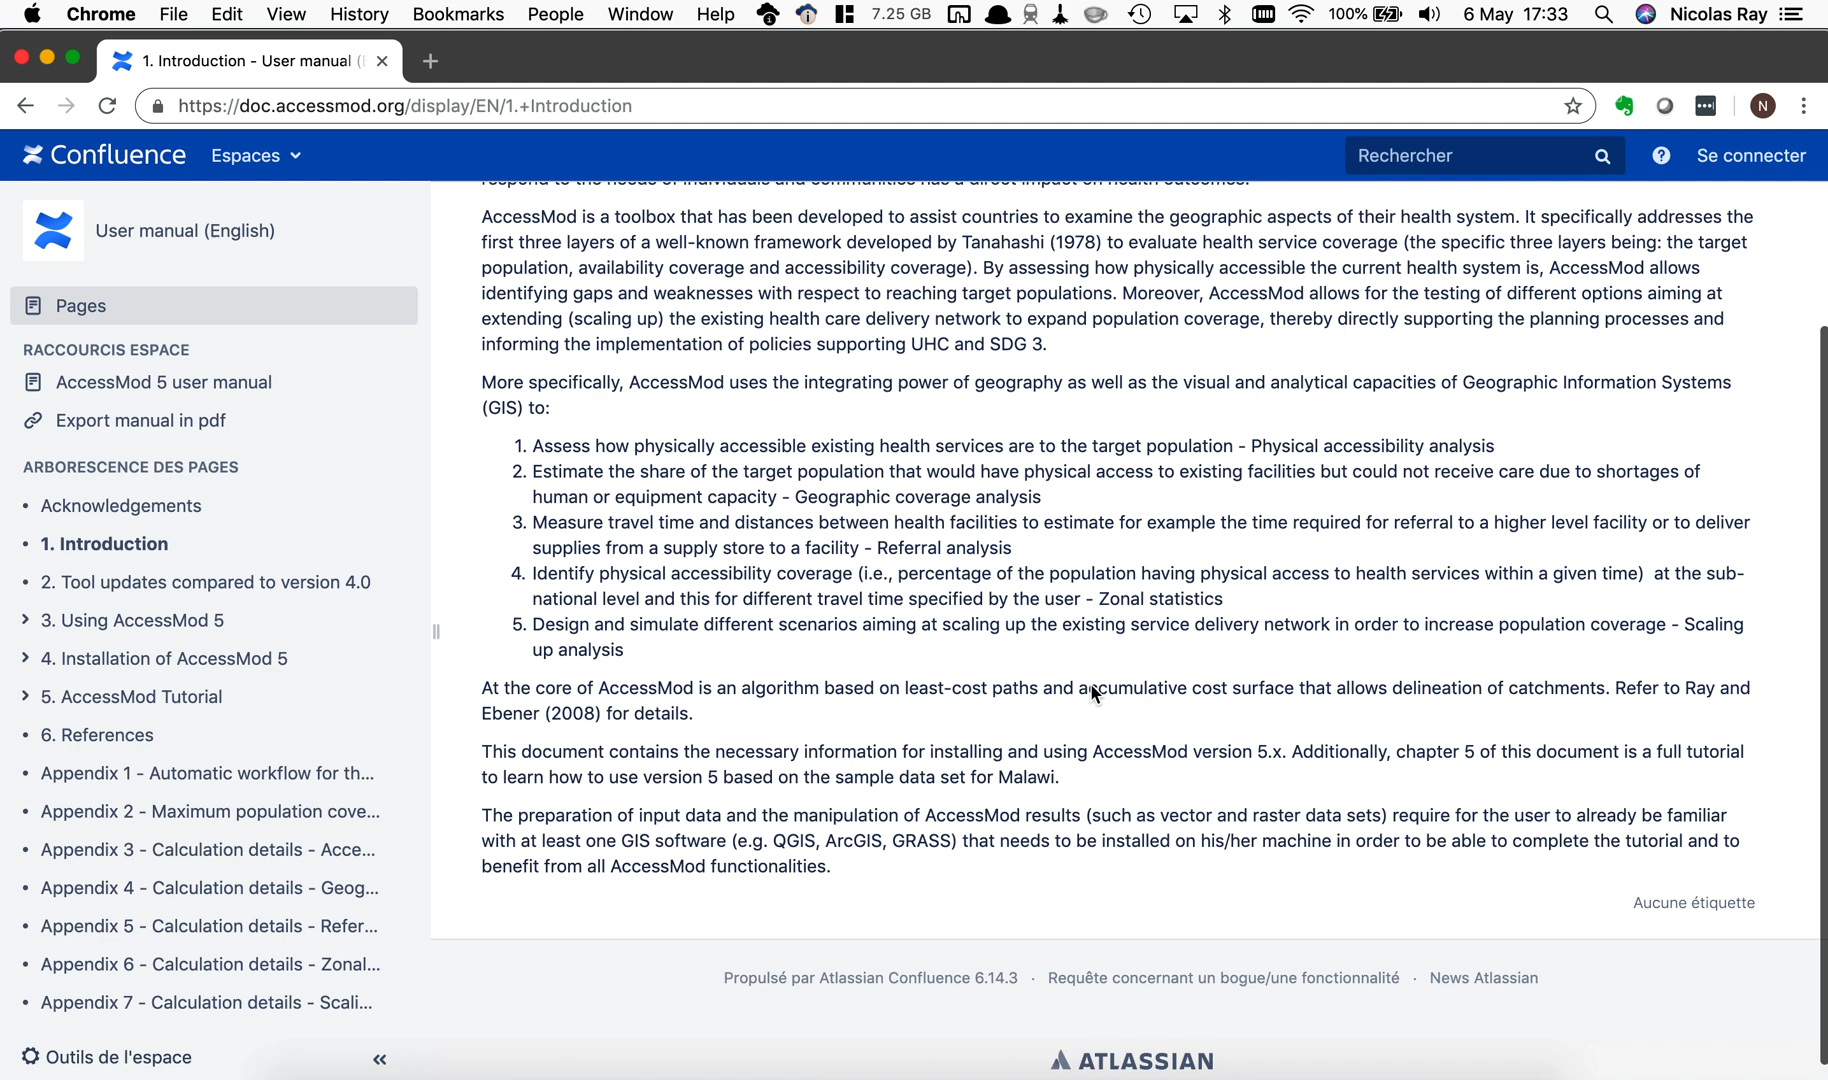 Chrome File Edit View History Bookmarks People Window Help 7.25 GB 100% 6 May 17:33 Nicolas Ray
1. Introduction - User manual (
https://doc.accessmod.org/display/EN/1.+Introduction N
Confluence Espaces Rechercher Se connecter
User manual (English)
Pages
RACCOURCIS ESPACE
AccessMod 5 user manual
Export manual in pdf
ARBORESCENCE DES PAGES
• Acknowledgements
• 1. Introduction
• 2. Tool updates compared to version 4.0
3. Using AccessMod 5
4. Installation of AccessMod 5
5. AccessMod Tutorial
• 6. References
• Appendix 1 - Automatic workflow for th...
• Appendix 2 - Maximum population cove...
• Appendix 3 - Calculation details - Acce...
• Appendix 4 - Calculation details - Geog...
• Appendix 5 - Calculation details - Refer...
• Appendix 6 - Calculation details - Zonal...
• Appendix 7 - Calculation details - Scali...
Outils de l'espace
respond to the needs of individuals and communities has a direct impact on health outcomes.
AccessMod is a toolbox that has been developed to assist countries to examine the geographic aspects of their health system. It specifically addresses the
first three layers of a well-known framework developed by Tanahashi (1978) to evaluate health service coverage (the specific three layers being: the target
population, availability coverage and accessibility coverage). By assessing how physically accessible the current health system is, AccessMod allows
identifying gaps and weaknesses with respect to reaching target populations. Moreover, AccessMod allows for the testing of different options aiming at
extending (scaling up) the existing health care delivery network to expand population coverage, thereby directly supporting the planning processes and
informing the implementation of policies supporting UHC and SDG 3.
More specifically, AccessMod uses the integrating power of geography as well as the visual and analytical capacities of Geographic Information Systems
(GIS) to:
1. Assess how physically accessible existing health services are to the target population - Physical accessibility analysis
2. Estimate the share of the target population that would have physical access to existing facilities but could not receive care due to shortages of
human or equipment capacity - Geographic coverage analysis
3. Measure travel time and distances between health facilities to estimate for example the time required for referral to a higher level facility or to deliver
supplies from a supply store to a facility - Referral analysis
4. Identify physical accessibility coverage (i.e., percentage of the population having physical access to health services within a given time) at the sub-
national level and this for different travel time specified by the user - Zonal statistics
5. Design and simulate different scenarios aiming at scaling up the existing service delivery network in order to increase population coverage - Scaling
up analysis
At the core of AccessMod is an algorithm based on least-cost paths and accumulative cost surface that allows delineation of catchments. Refer to Ray and
Ebener (2008) for details.
This document contains the necessary information for installing and using AccessMod version 5.x. Additionally, chapter 5 of this document is a full tutorial
to learn how to use version 5 based on the sample data set for Malawi.
The preparation of input data and the manipulation of AccessMod results (such as vector and raster data sets) require for the user to already be familiar
with at least one GIS software (e.g. QGIS, ArcGIS, GRASS) that needs to be installed on his/her machine in order to be able to complete the tutorial and to
benefit from all AccessMod functionalities.
Aucune étiquette
Propulsé par Atlassian Confluence 6.14.3 · Requête concernant un bogue/une fonctionnalité · News Atlassian
ATLASSIAN